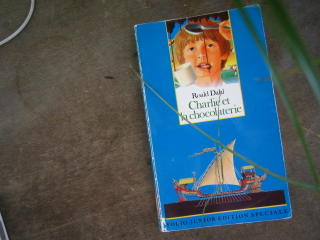 Roald Dahl
Charlie et
la chocolaterie
FOLIO JUNIOR EDITION SPECIALE